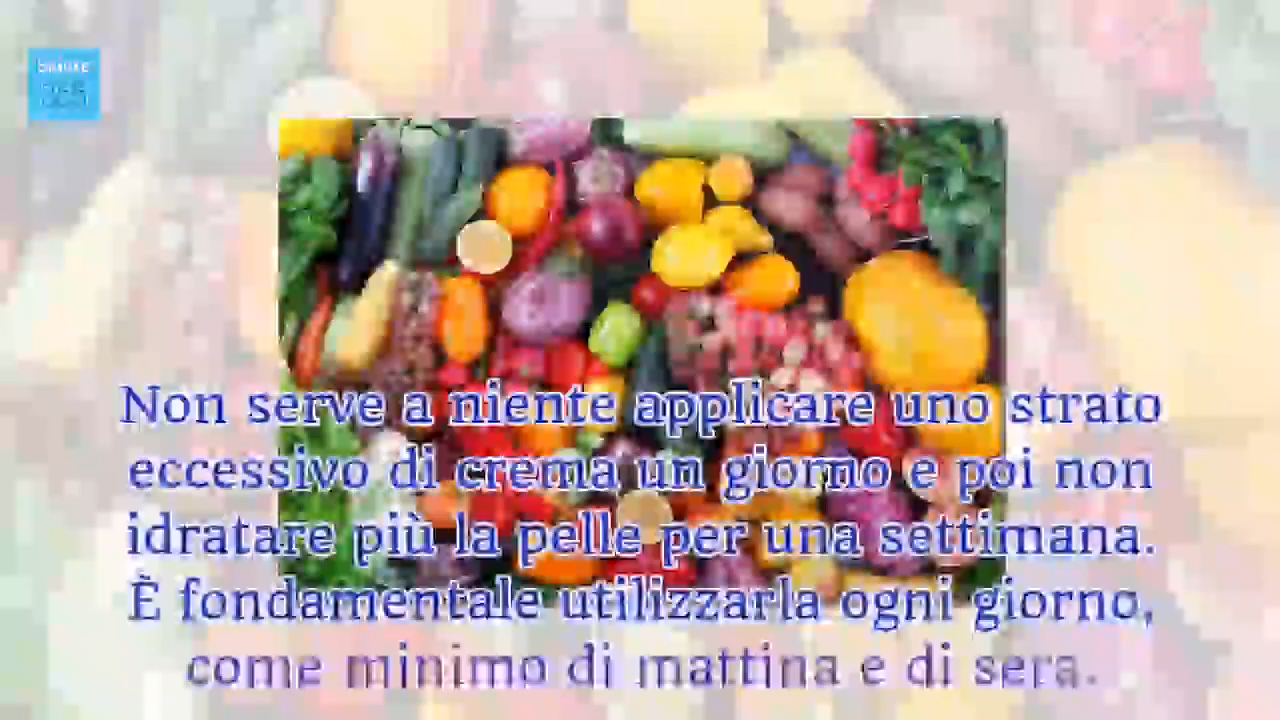 Non serve a niente applicare uno strato
eccessivo di crema un giorno e poi non
idratare più la pelle per una settimana.
È fondamentale utilizzarla ogni giorno,
come minimo di mattina e di sera.